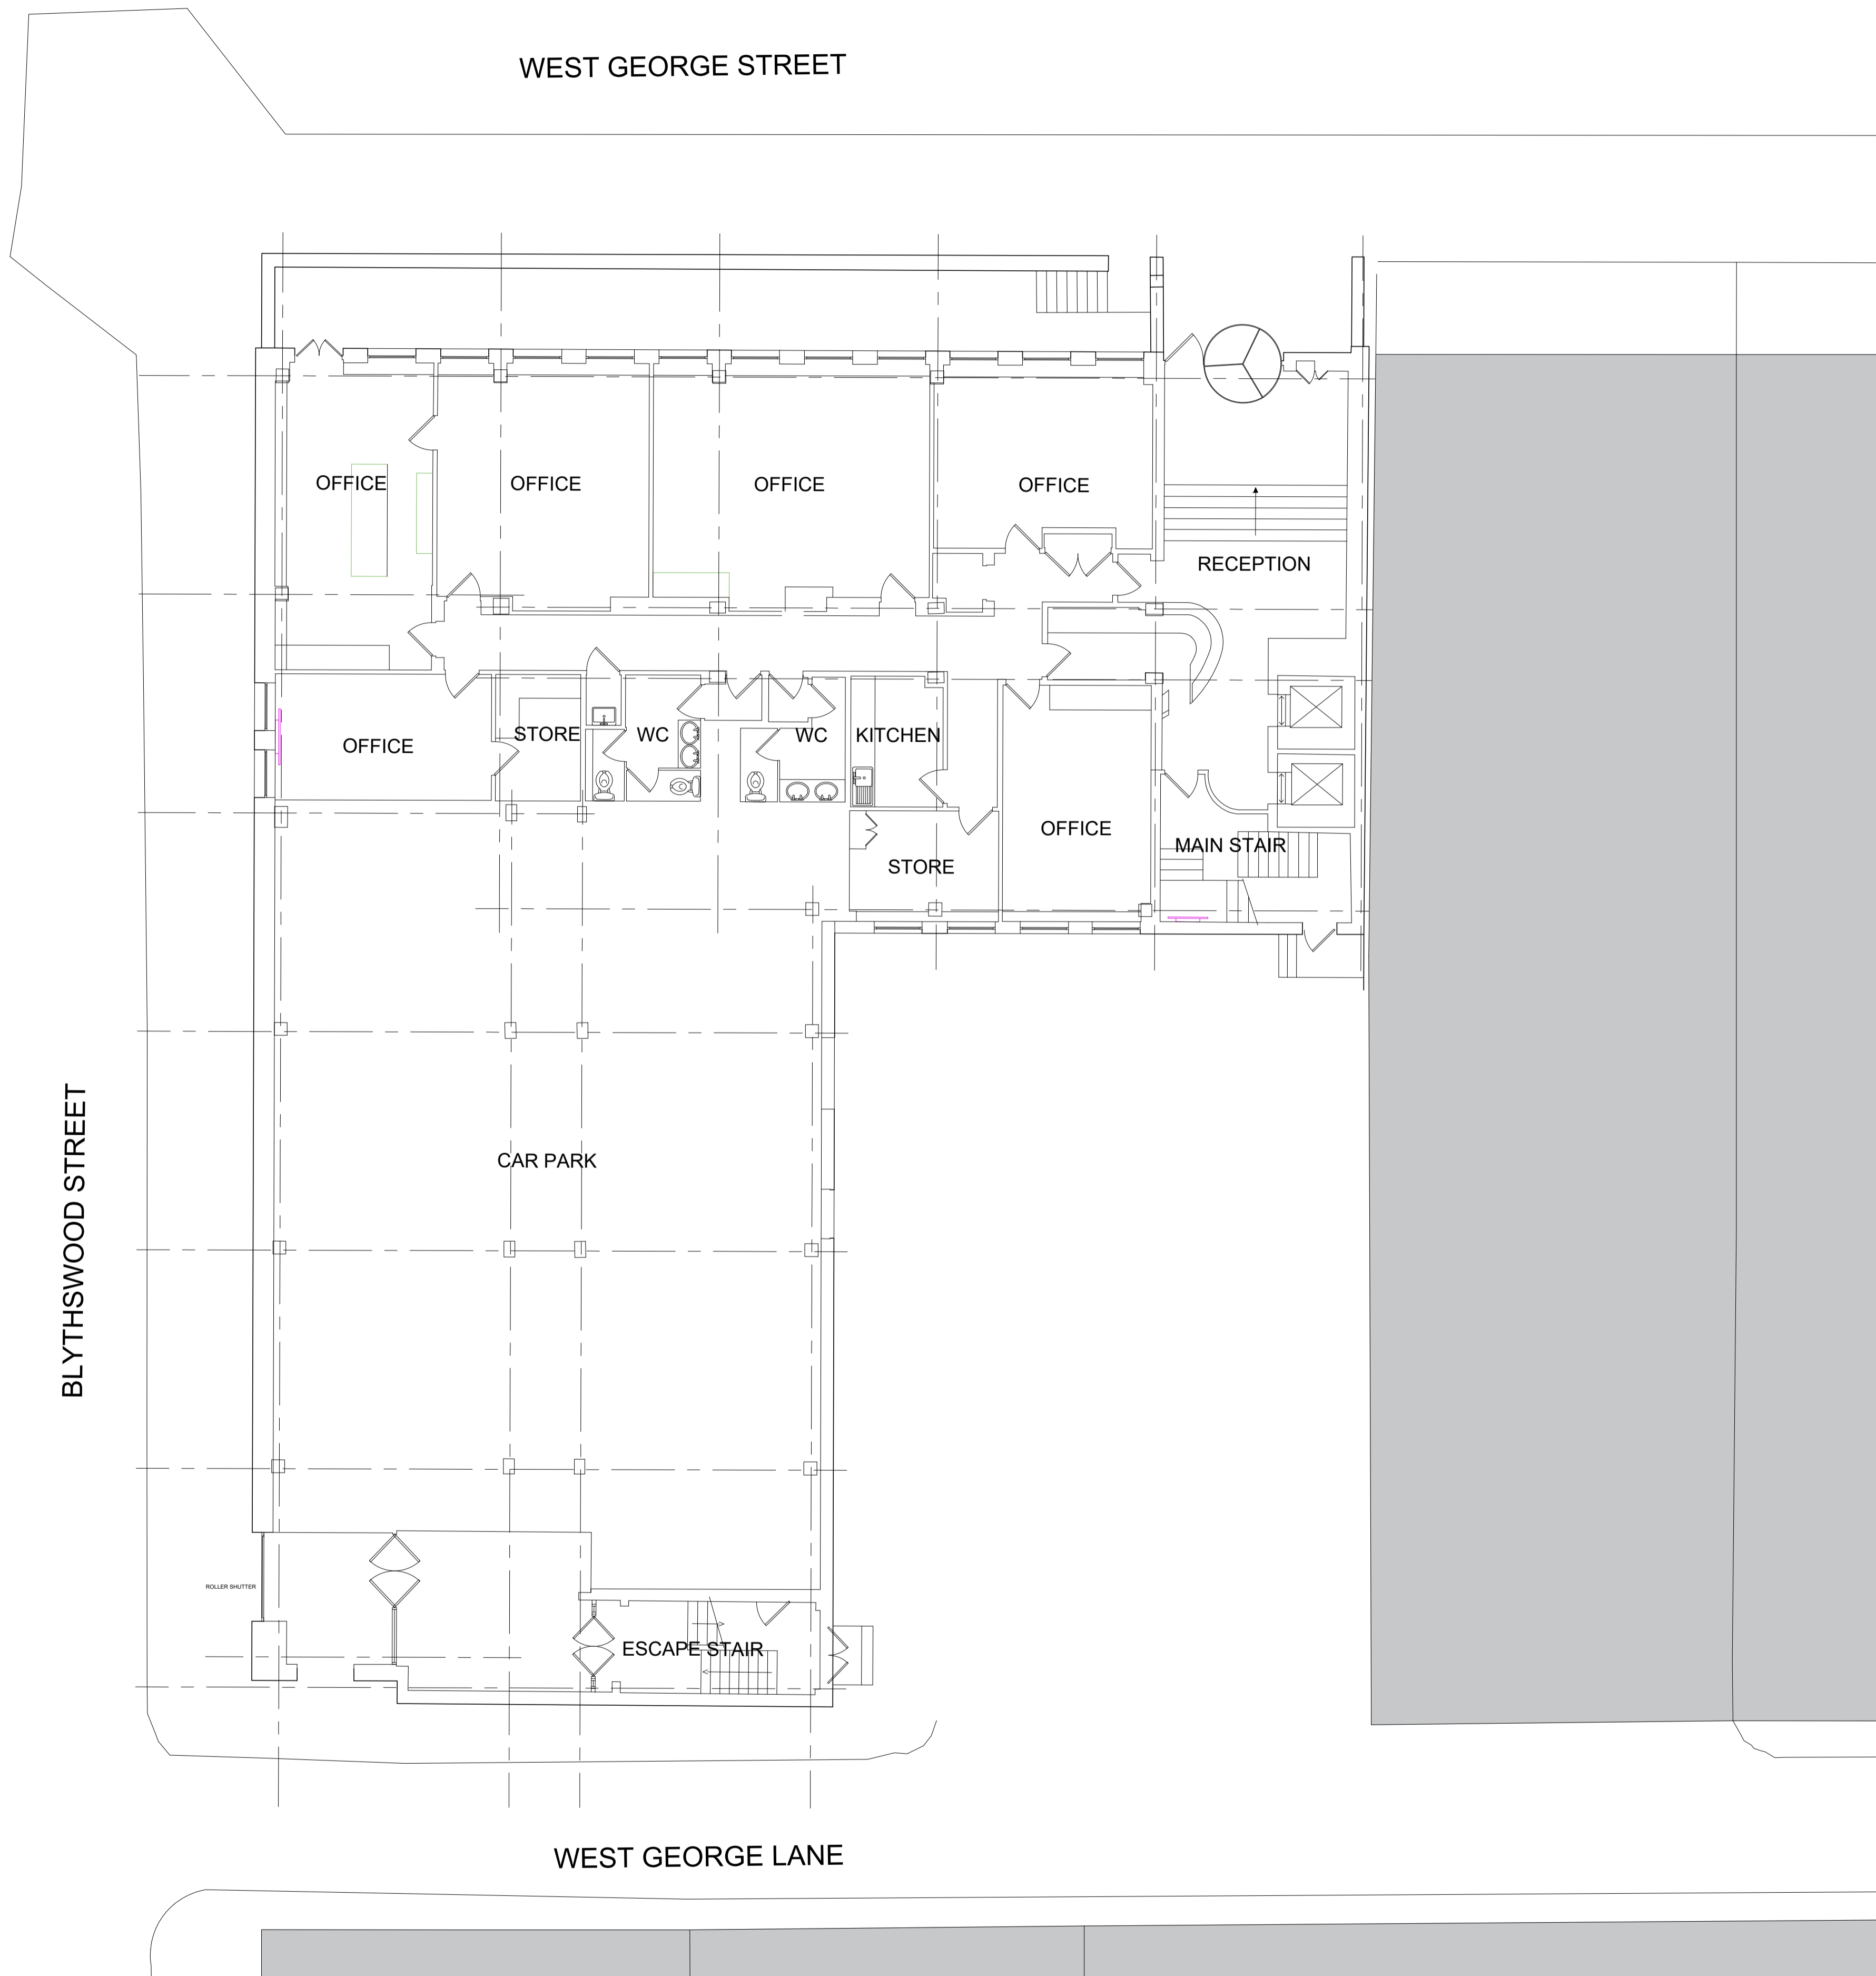 WEST GEORGE STREET
OFFICE
OFFICE
OFFICE
OFFICE
RECEPTION
OFFICE
STORE
WC
WC
KITCHEN
OFFICE
MAIN STAIR
STORE
BLYTHSWOOD STREET
CAR PARK
ROLLER SHUTTER
ESCAPE STAIR
WEST GEORGE LANE